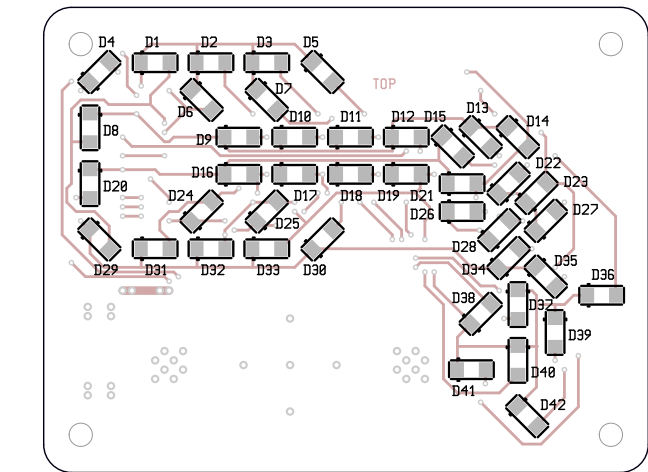 D4 D1 D2 D3 D5
TOP
D6 D7
D8 D9 D10 D11 D12 D15 D13 D14
D16 D17 D18 D19 D21 D22
D20 D24 D25 D26 D23
D27
D28
D29 D31 D32 D33 D30 D34 D35
D36
D38 D37
D39
D41 D40
D42